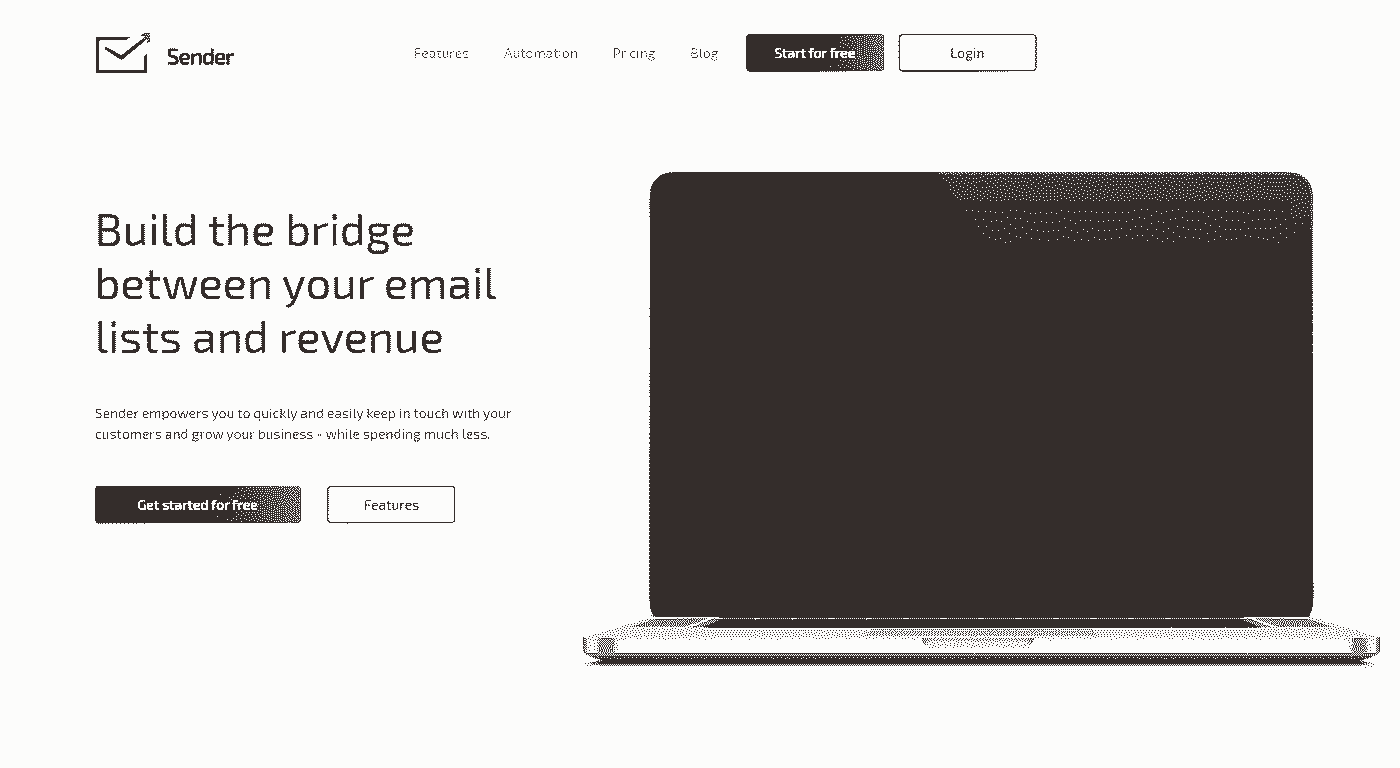 Sender
Features
Automation
Pricing
Blog
Start for free
Login
Build the bridge
between your email
lists and revenue
Sender empowers you to quickly and easily keep in touch with your
customers and grow your business - while spending much less.
Get started for free
Features